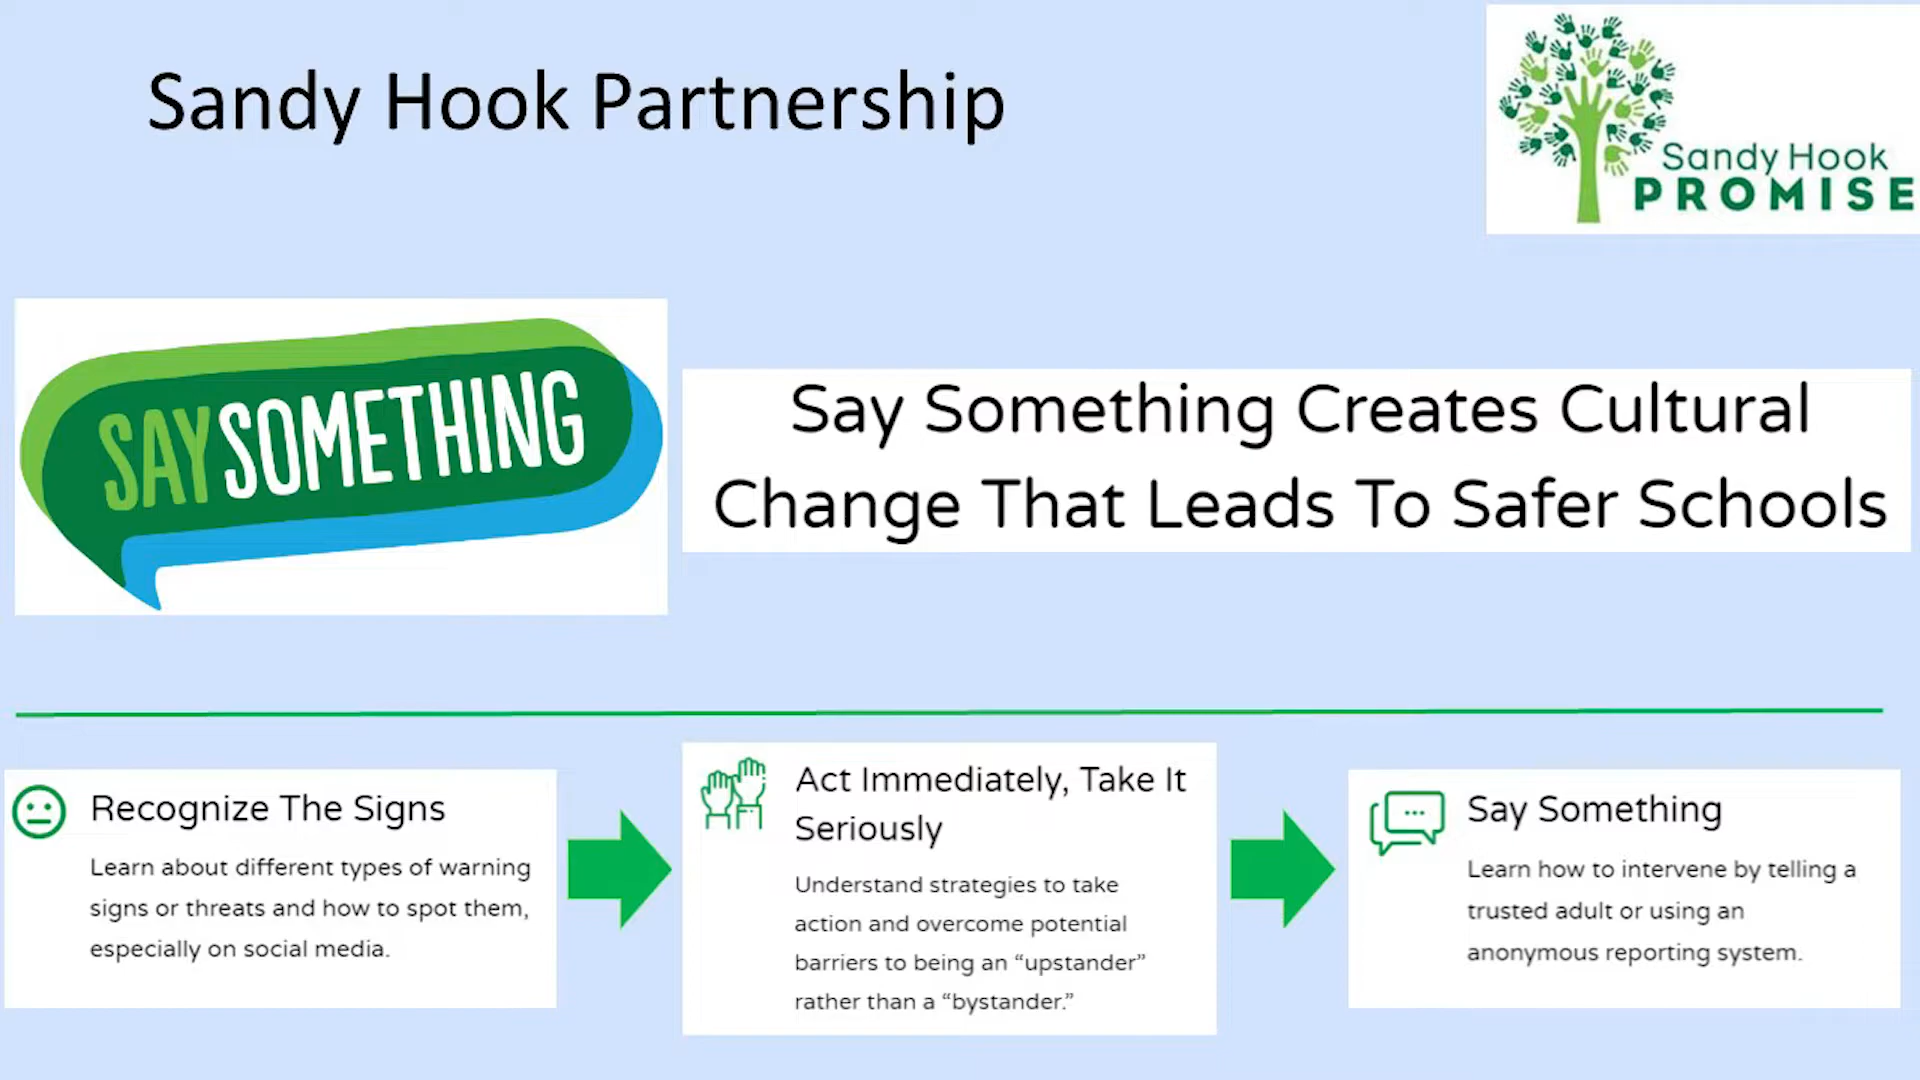 Sandy Hook Partnership
Sandy Hook
PROMISE
SAYSOMETHING
Say Something Creates Cultural
Change That Leads To Safer Schools
Recognize The Signs
Learn about different types of warning
signs or threats and how to spot them,
especially on social media.
Act Immediately, Take It
Seriously
Understand strategies to take
action and overcome potential
barriers to being an “upstander”
rather than a “bystander.”
Say Something
Learn how to intervene by telling a
trusted adult or using an
anonymous reporting system.